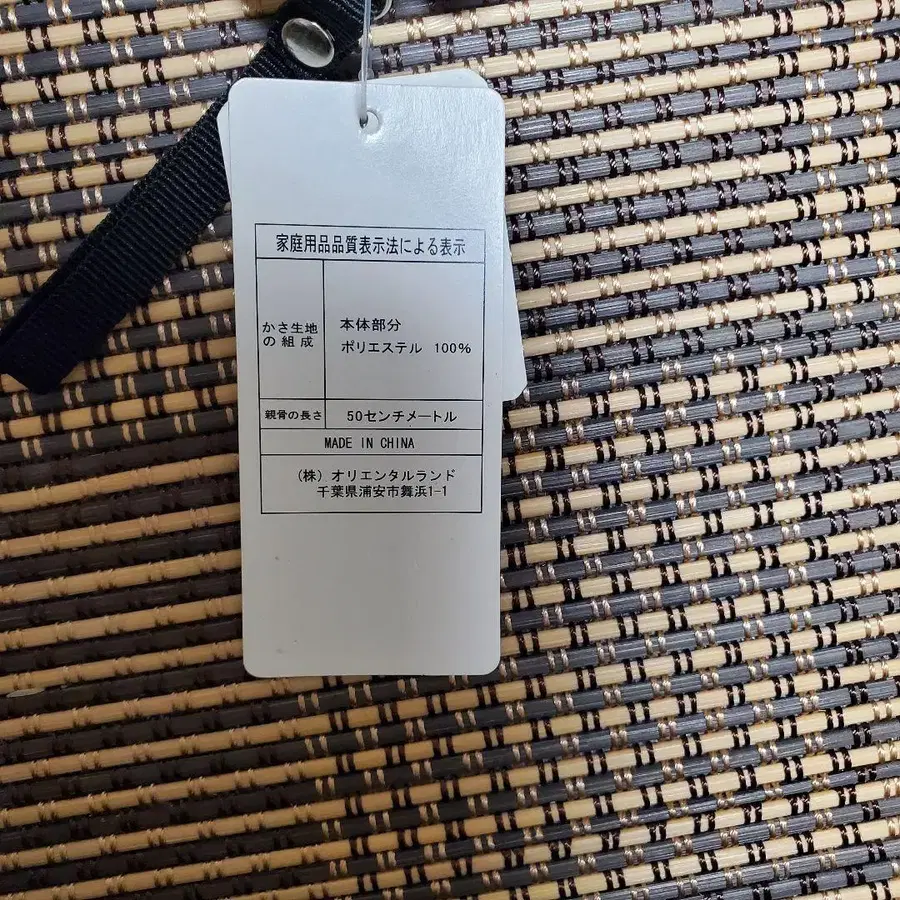 家庭用品品質表示法による表示
かさ生地
の組成
本体部分
ポリエステル 100%
親骨の長さ
50センチメートル
MADE IN CHINA
(株) オリエンタルランド
千葉県浦安市舞浜1-1